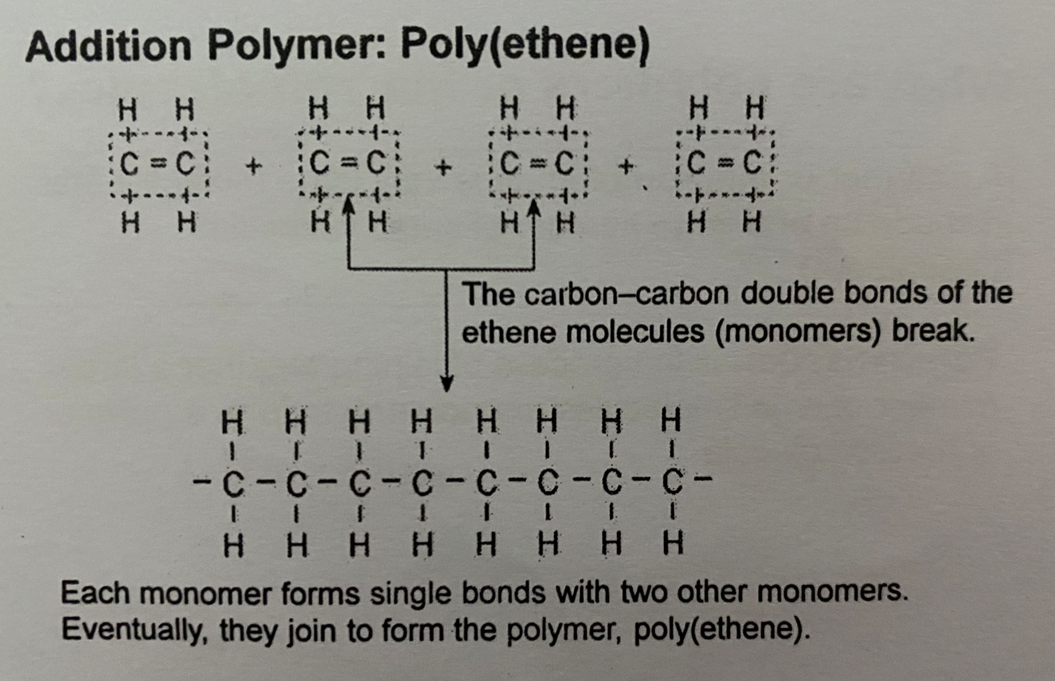 Addition Polymer: Poly(ethene)
H H H H H H H H
C = C + C = C + C = C + C = C
H H H H H H H H
The carbon–carbon double bonds of the
ethene molecules (monomers) break.
H H H H H H H H
- C - C - C - C - C - C - C - C -
H H H H H H H H
Each monomer forms single bonds with two other monomers.
Eventually, they join to form the polymer, poly(ethene).